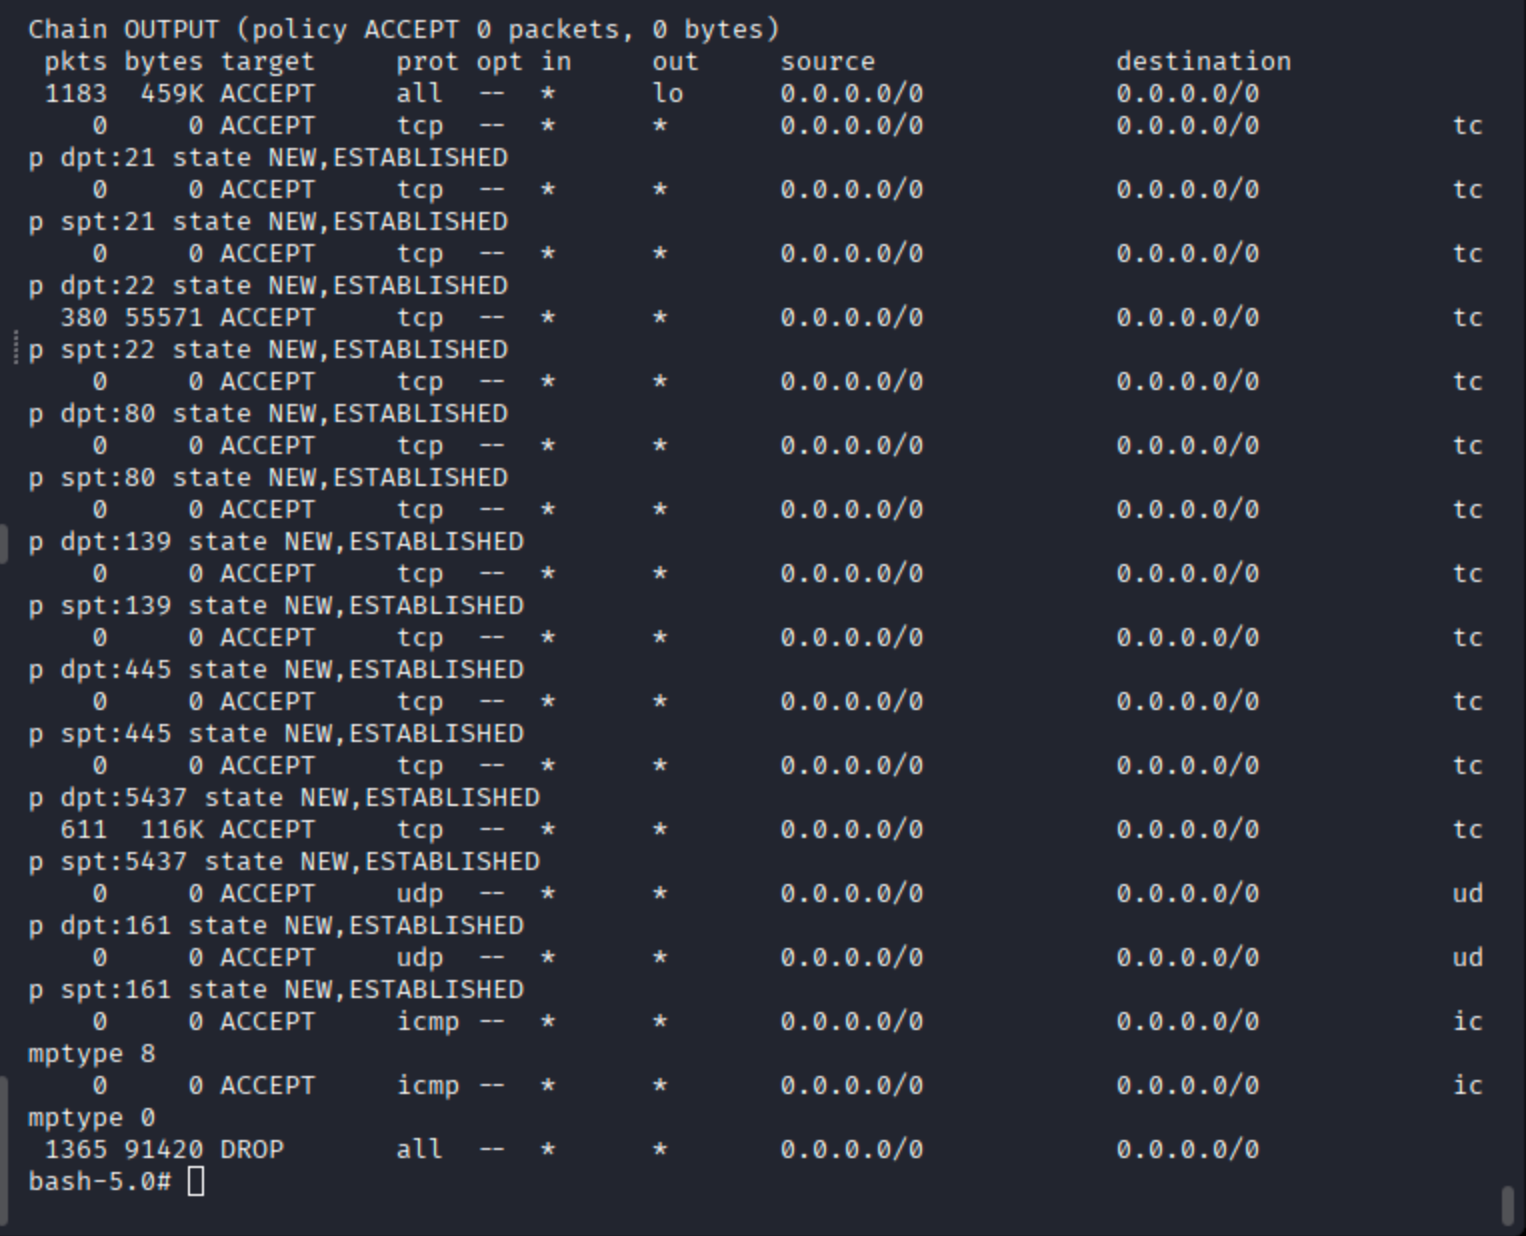 Chain OUTPUT (policy ACCEPT 0 packets, 0 bytes)
 pkts bytes target     prot opt in     out     source               destination
 1183  459K ACCEPT     all  --  *      lo      0.0.0.0/0            0.0.0.0/0
    0     0 ACCEPT     tcp  --  *      *       0.0.0.0/0            0.0.0.0/0            tc
p dpt:21 state NEW,ESTABLISHED
    0     0 ACCEPT     tcp  --  *      *       0.0.0.0/0            0.0.0.0/0            tc
p spt:21 state NEW,ESTABLISHED
    0     0 ACCEPT     tcp  --  *      *       0.0.0.0/0            0.0.0.0/0            tc
p dpt:22 state NEW,ESTABLISHED
  380 55571 ACCEPT     tcp  --  *      *       0.0.0.0/0            0.0.0.0/0            tc
p spt:22 state NEW,ESTABLISHED
    0     0 ACCEPT     tcp  --  *      *       0.0.0.0/0            0.0.0.0/0            tc
p dpt:80 state NEW,ESTABLISHED
    0     0 ACCEPT     tcp  --  *      *       0.0.0.0/0            0.0.0.0/0            tc
p spt:80 state NEW,ESTABLISHED
    0     0 ACCEPT     tcp  --  *      *       0.0.0.0/0            0.0.0.0/0            tc
p dpt:139 state NEW,ESTABLISHED
    0     0 ACCEPT     tcp  --  *      *       0.0.0.0/0            0.0.0.0/0            tc
p spt:139 state NEW,ESTABLISHED
    0     0 ACCEPT     tcp  --  *      *       0.0.0.0/0            0.0.0.0/0            tc
p dpt:445 state NEW,ESTABLISHED
    0     0 ACCEPT     tcp  --  *      *       0.0.0.0/0            0.0.0.0/0            tc
p spt:445 state NEW,ESTABLISHED
    0     0 ACCEPT     tcp  --  *      *       0.0.0.0/0            0.0.0.0/0            tc
p dpt:5437 state NEW,ESTABLISHED
  611  116K ACCEPT     tcp  --  *      *       0.0.0.0/0            0.0.0.0/0            tc
p spt:5437 state NEW,ESTABLISHED
    0     0 ACCEPT     udp  --  *      *       0.0.0.0/0            0.0.0.0/0            ud
p dpt:161 state NEW,ESTABLISHED
    0     0 ACCEPT     udp  --  *      *       0.0.0.0/0            0.0.0.0/0            ud
p spt:161 state NEW,ESTABLISHED
    0     0 ACCEPT     icmp --  *      *       0.0.0.0/0            0.0.0.0/0            ic
mptype 8
    0     0 ACCEPT     icmp --  *      *       0.0.0.0/0            0.0.0.0/0            ic
mptype 0
 1365 91420 DROP       all  --  *      *       0.0.0.0/0            0.0.0.0/0
bash-5.0#